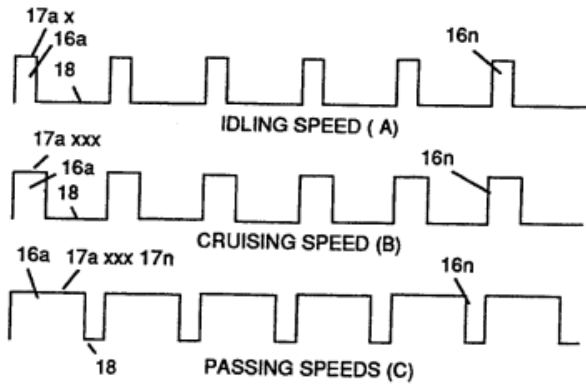 17a x
16a
16n
18
IDLING SPEED ( A)
17a xxx
16a
16n
18
CRUISING SPEED (B)
16a 17a xxx 17n
16n
18
PASSING SPEEDS (C)